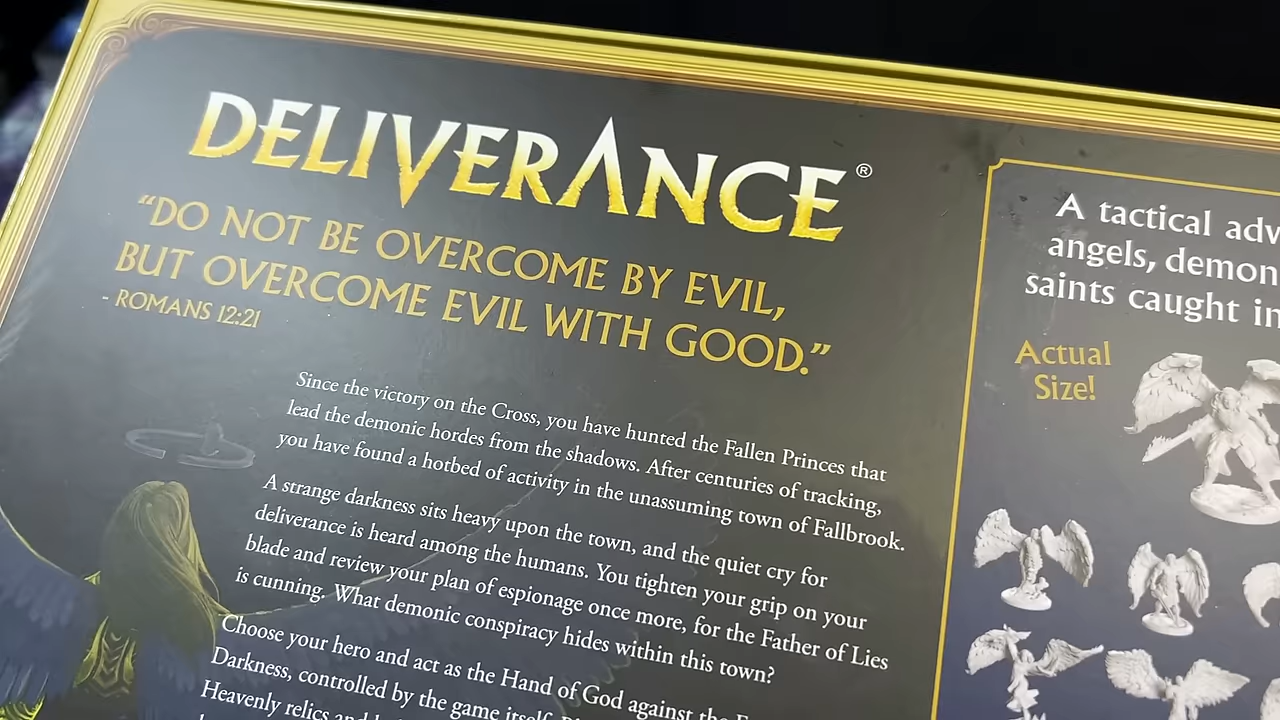 DELIVERANCE®
“DO NOT BE OVERCOME BY EVIL,
BUT OVERCOME EVIL WITH GOOD.”
- ROMANS 12:21
Since the victory on the Cross, you have hunted the Fallen Princes that
lead the demonic hordes from the shadows. After centuries of tracking,
you have found a hotbed of activity in the unassuming town of Fallbrook.
A strange darkness sits heavy upon the town, and the quiet cry for
deliverance is heard among the humans. You tighten your grip on your
blade and review your plan of espionage once more, for the Father of Lies
is cunning. What demonic conspiracy hides within this town?
Choose your hero and act as the Hand of God against the
Darkness, controlled by the game itself.
Heavenly relics and
A tactical adv
angels, demon
saints caught in
Actual
Size!